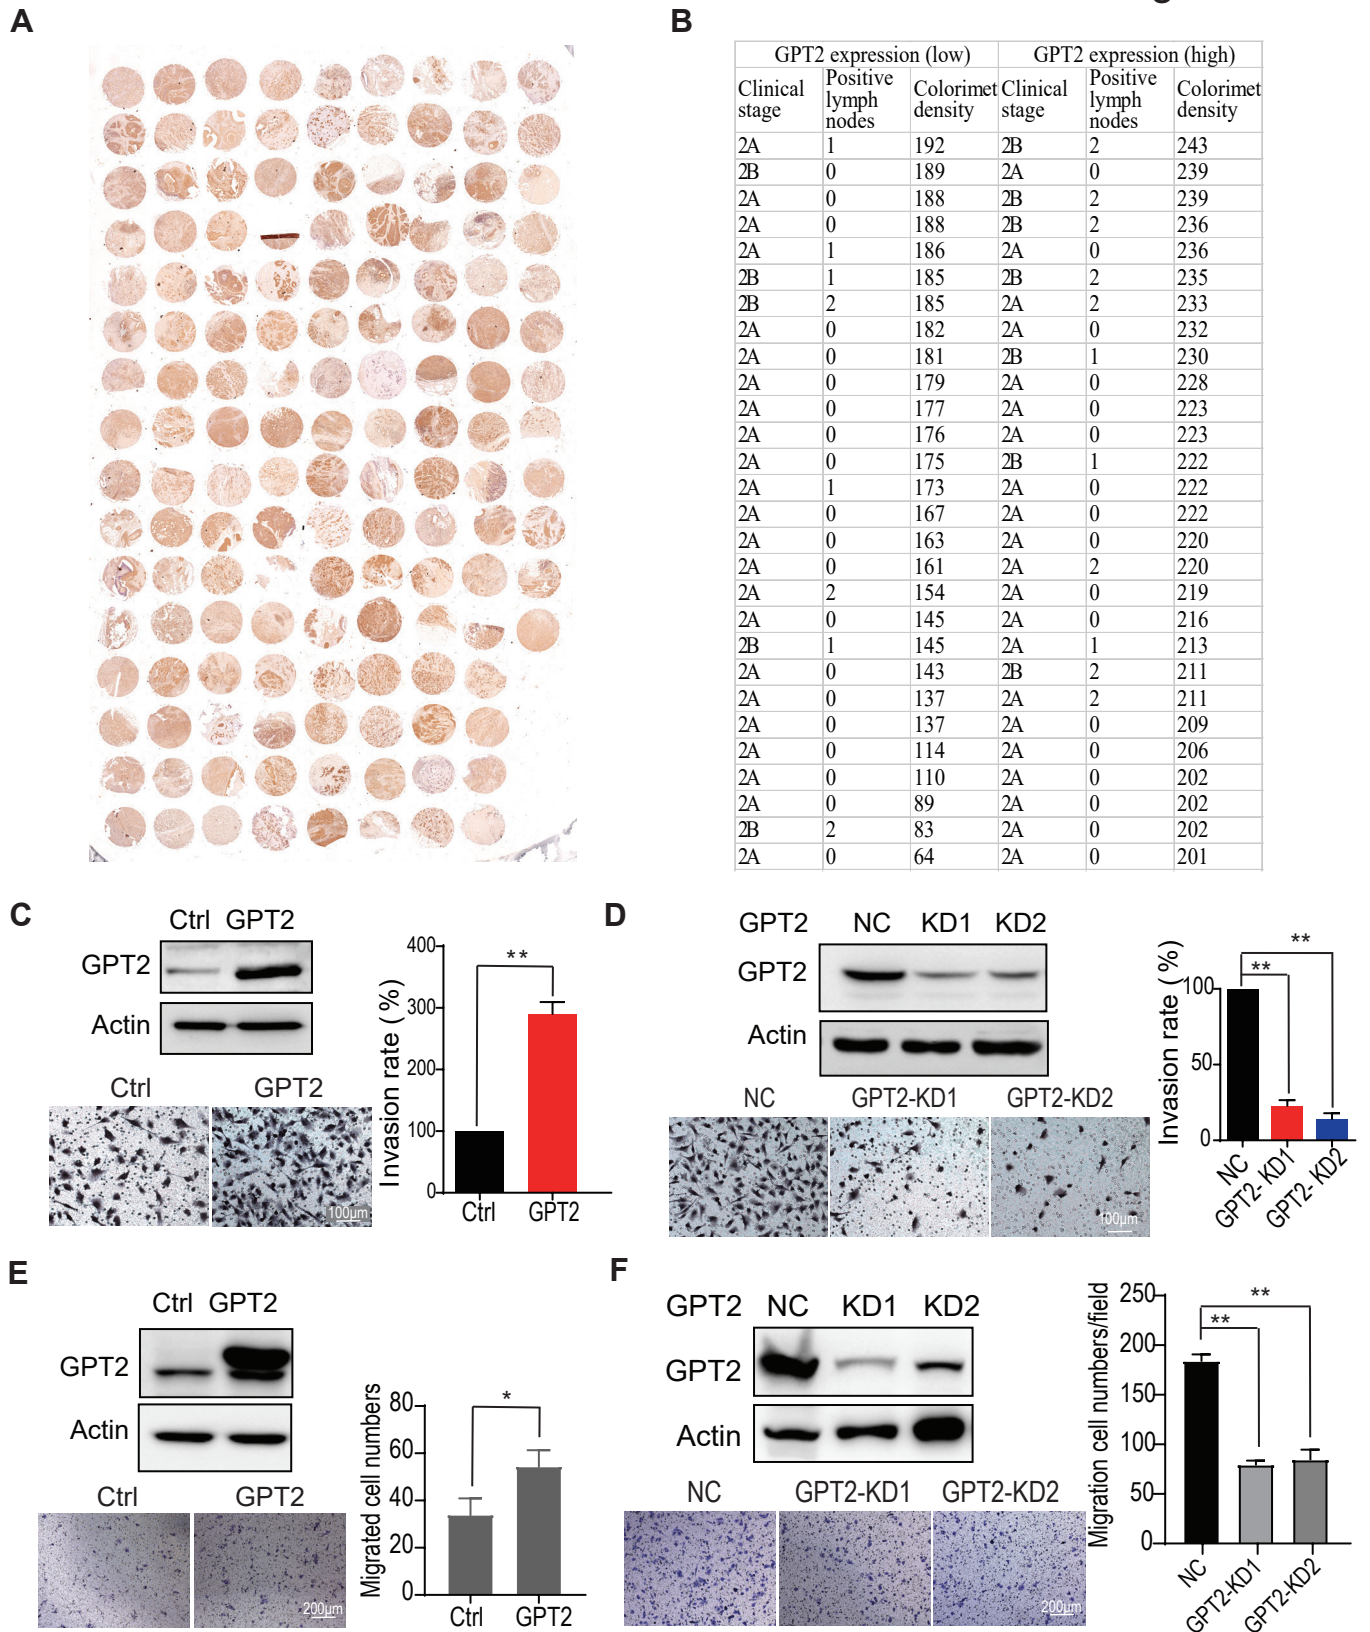 A
B
GPT2 expression (low) GPT2 expression (high)
Clinical stage Positive lymph nodes Colorimet density Clinical stage Positive lymph nodes Colorimet density
2A 1 192 2B 2 243
2B 0 189 2A 0 239
2A 0 188 2B 2 239
2A 0 188 2B 2 236
2A 1 186 2A 0 236
2B 1 185 2B 2 235
2B 2 185 2A 2 233
2A 0 182 2A 0 232
2A 0 181 2B 1 230
2A 0 179 2A 0 228
2A 0 177 2A 0 223
2A 0 176 2A 0 223
2A 0 175 2B 1 222
2A 1 173 2A 0 222
2A 0 167 2A 0 222
2A 0 163 2A 0 220
2A 0 161 2A 2 220
2A 2 154 2A 0 219
2A 0 145 2A 0 216
2B 1 145 2A 1 213
2A 0 143 2B 2 211
2A 0 137 2A 2 211
2A 0 137 2A 0 209
2A 0 114 2A 0 206
2A 0 110 2A 0 202
2A 0 89 2A 0 202
2B 2 83 2A 0 202
2A 0 64 2A 0 201
C
Ctrl GPT2
GPT2
Actin
Ctrl GPT2
100μm
Invasion rate ( %)
400
300
200
100
0
**
Ctrl GPT2
D
GPT2 NC KD1 KD2
GPT2
Actin
NC GPT2-KD1 GPT2-KD2
100μm
Invasion rate ( %)
100
50
0
**
**
NC
GPT2- KD1
GPT2- KD2
E
Ctrl GPT2
GPT2
Actin
Ctrl GPT2
200μm
Migrated cell numbers
80
60
40
20
0
*
Ctrl GPT2
F
GPT2 NC KD1 KD2
GPT2
Actin
NC GPT2-KD1 GPT2-KD2
200μm
Migration cell numbers/field
250
200
150
100
50
0
**
**
NC
GPT2-KD1
GPT2-KD2